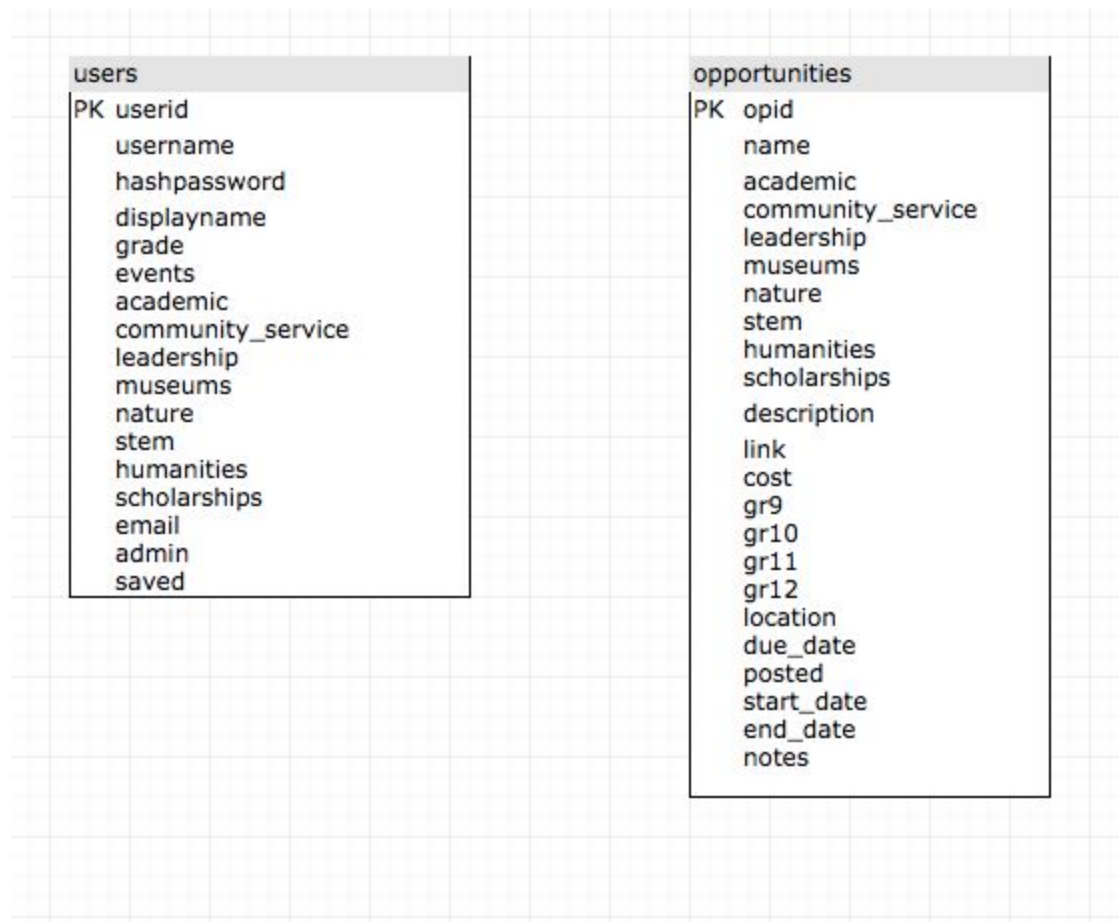 users
PK userid
username
hashpassword
displayname
grade
events
academic
community_service
leadership
museums
nature
stem
humanities
scholarships
email
admin
saved
opportunities
PK opid
name
academic
community_service
leadership
museums
nature
stem
humanities
scholarships
description
link
cost
gr9
gr10
gr11
gr12
location
due_date
posted
start_date
end_date
notes